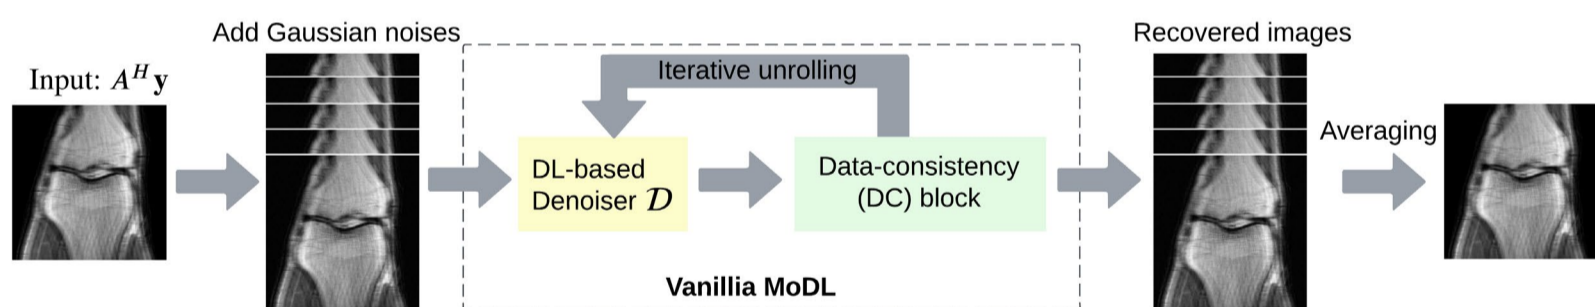 Input: A^H y
Add Gaussian noises
Iterative unrolling
DL-based
Denoiser 𝒟
Data-consistency
(DC) block
Vanillia MoDL
Recovered images
Averaging